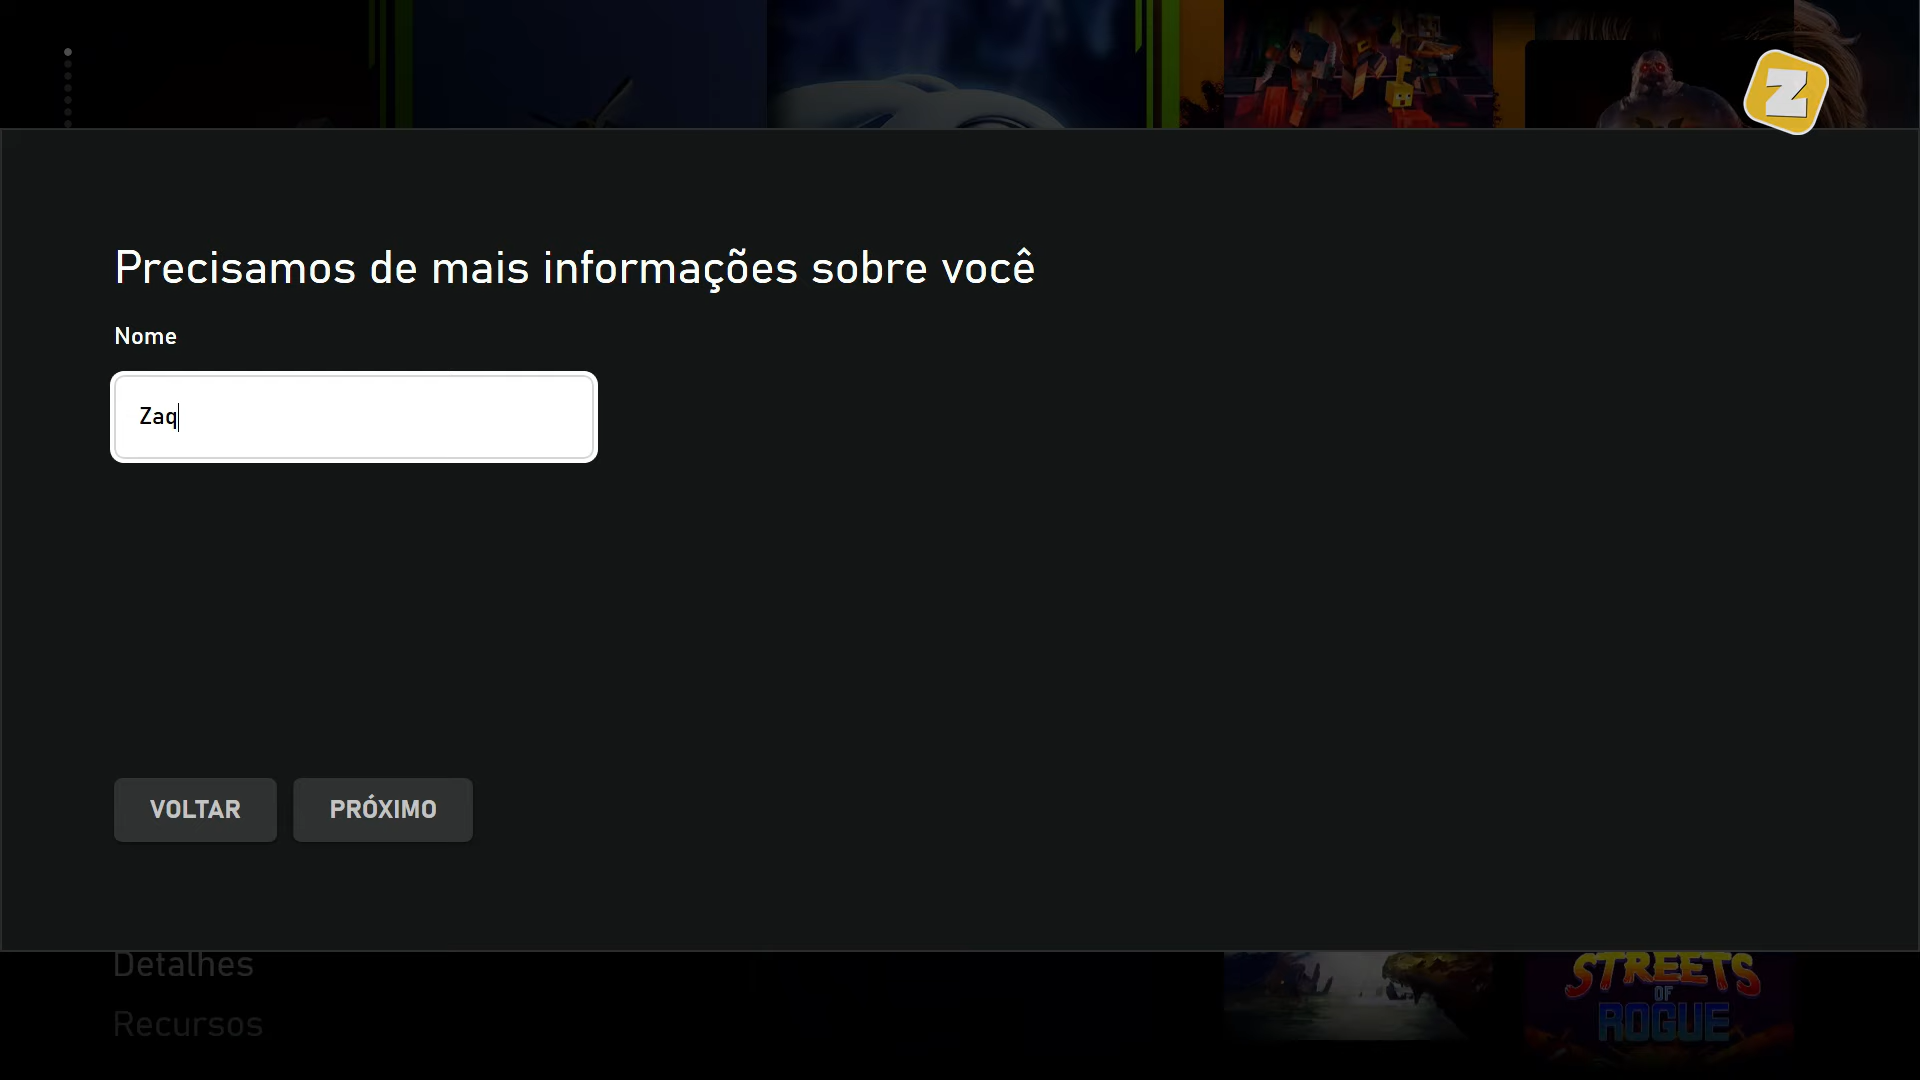 Z
Precisamos de mais informações sobre você
Nome
Zaq
VOLTAR
PRÓXIMO
Detalhes
Recursos
STREETS
OF
ROGUE